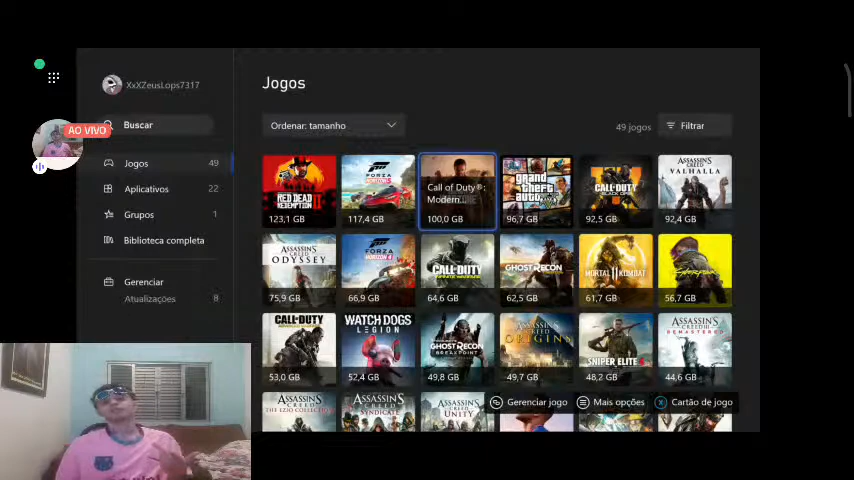 XxXZeusLops7317
Jogos
AO VIVO
Buscar
Ordenar: tamanho
49 jogos
Filtrar
Jogos
49
Aplicativos
22
Grupos
1
Biblioteca completa
Gerenciar
Atualizações
8
RED DEAD
REDEMPTION
123,1 GB
FORZA
117,4 GB
Call of Duty®:
Modern...
100,0 GB
grand
theft
auto
96,7 GB
CALL OF DUTY
BLACK OPS
92,5 GB
ASSASSIN'S
CREED
VALHALLA
92,4 GB
ASSASSIN'S
CREED
ODYSSEY
75,9 GB
FORZA
HORIZON 4
66,9 GB
CALL OF DUTY
64,6 GB
GHOST RECON
62,5 GB
MORTAL KOMBAT
61,7 GB
56,7 GB
CALL OF DUTY
53,0 GB
WATCH DOGS
LEGION
52,4 GB
GHOST RECON
BREAKPOINT
49,8 GB
ASSASSIN'S
CREED
ORIGINS
49,7 GB
SNIPER ELITE
48,2 GB
ASSASSIN'S
CREED III
REMASTERED
44,6 GB
ASSASSIN'S
CREED
THE EZIO COLLECTION
ASSASSIN'S
CREED
SYNDICATE
ASSASSIN'S
CREED
UNITY
Gerenciar jogo
Mais opções
Cartão de jogo